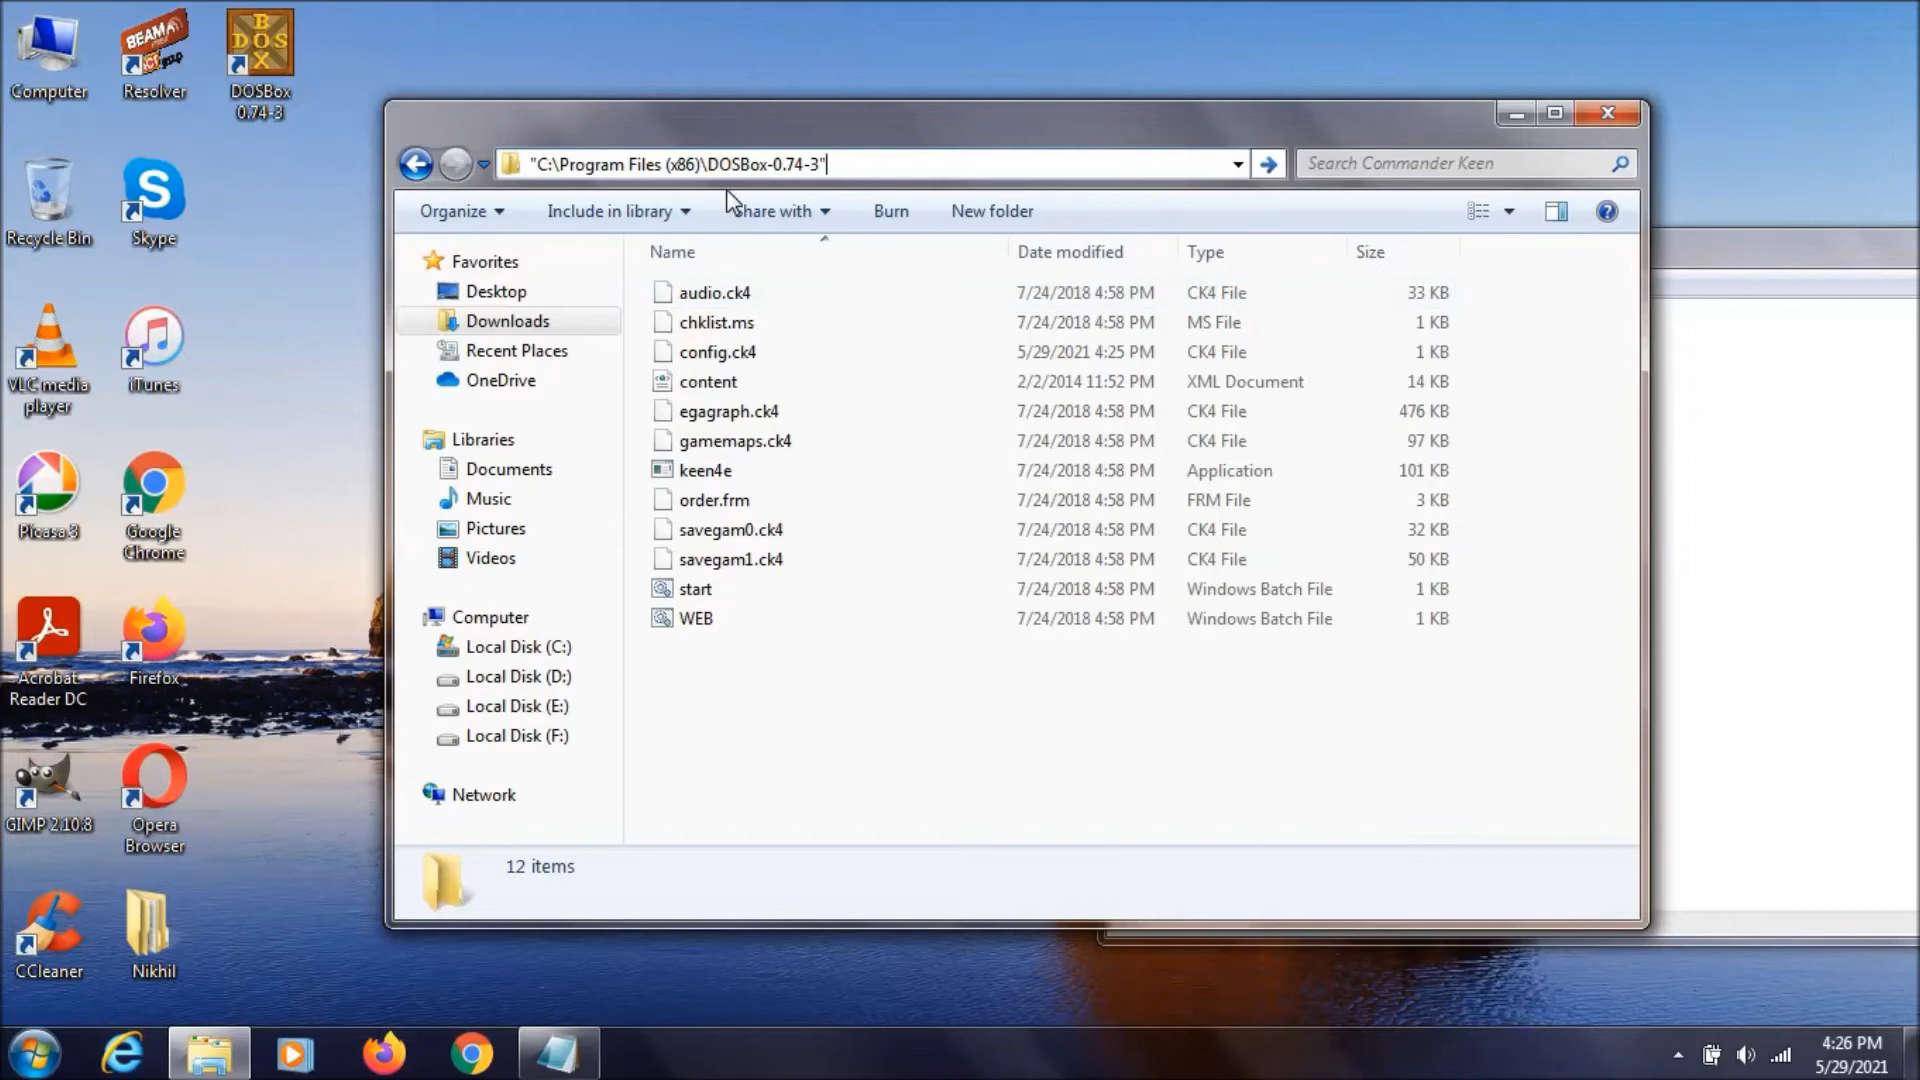 Computer
BEAMA
Resolver
BOX
DOS
DOSBox
0.74-3
Recycle Bin
Skype
VLC media
player
iTunes
Picasa 3
Google
Chrome
Acrobat
Reader DC
Firefox
GIMP 2.10.8
Opera
Browser
CCleaner
Nikhil
"C:\Program Files (x86)\DOSBox-0.74-3"
Search Commander Keen
Organize Include in library Share with Burn New folder
Favorites
Desktop
Downloads
Recent Places
OneDrive
Libraries
Documents
Music
Pictures
Videos
Computer
Local Disk (C:)
Local Disk (D:)
Local Disk (E:)
Local Disk (F:)
Network
Name Date modified Type Size
audio.ck4 7/24/2018 4:58 PM CK4 File 33 KB
chklist.ms 7/24/2018 4:58 PM MS File 1 KB
config.ck4 5/29/2021 4:25 PM CK4 File 1 KB
content 2/2/2014 11:52 PM XML Document 14 KB
egagraph.ck4 7/24/2018 4:58 PM CK4 File 476 KB
gamemaps.ck4 7/24/2018 4:58 PM CK4 File 97 KB
keen4e 7/24/2018 4:58 PM Application 101 KB
order.frm 7/24/2018 4:58 PM FRM File 3 KB
savegam0.ck4 7/24/2018 4:58 PM CK4 File 32 KB
savegam1.ck4 7/24/2018 4:58 PM CK4 File 50 KB
start 7/24/2018 4:58 PM Windows Batch File 1 KB
WEB 7/24/2018 4:58 PM Windows Batch File 1 KB
12 items
4:26 PM
5/29/2021